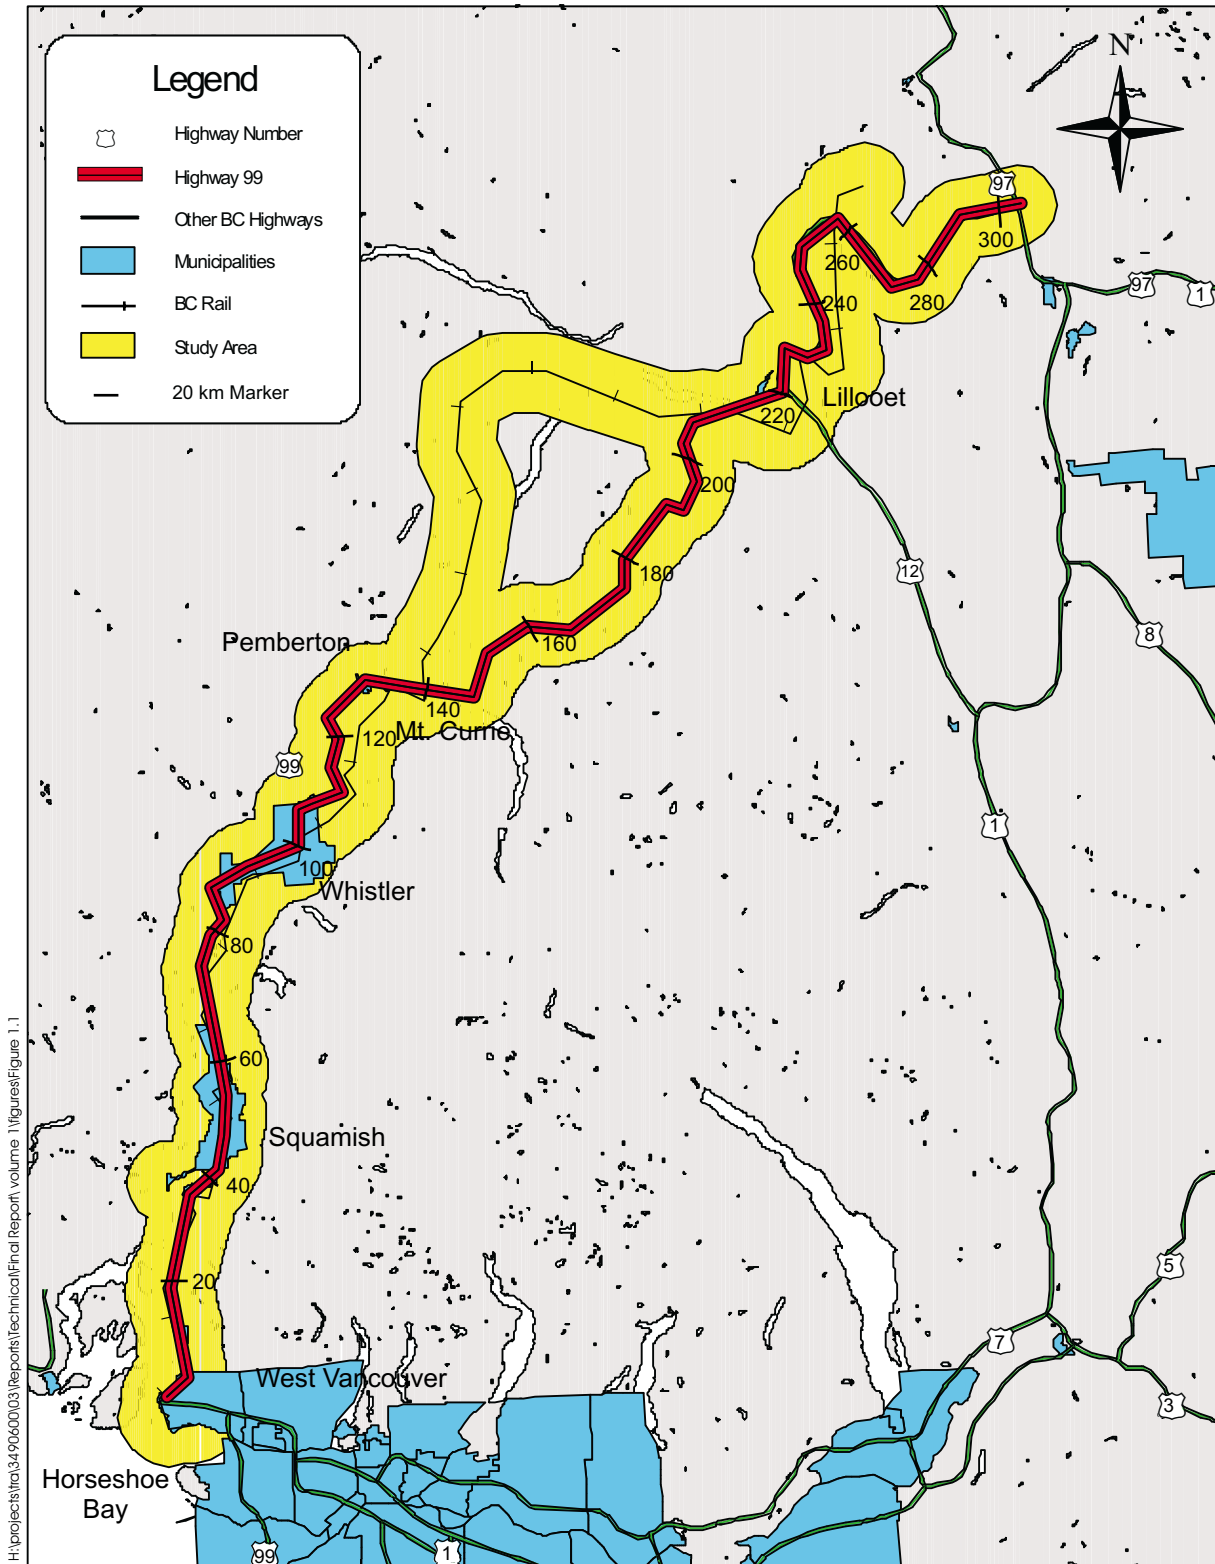 Legend
Highway Number
Highway 99
Other BC Highways
Municipalities
BC Rail
Study Area
20 km Marker
N
97
300
260
280
240
97
1
Lillooet
220
200
12
180
8
160
Pemberton
140
Mt. Currie
120
99
1
100
Whistler
80
60
Squamish
40
20
5
7
West Vancouver
3
Horseshoe
Bay
99
1
H:\projects\tra\3490600\03\Reports\Technical\Final Report\ volume 1\figures\Figure 1.1